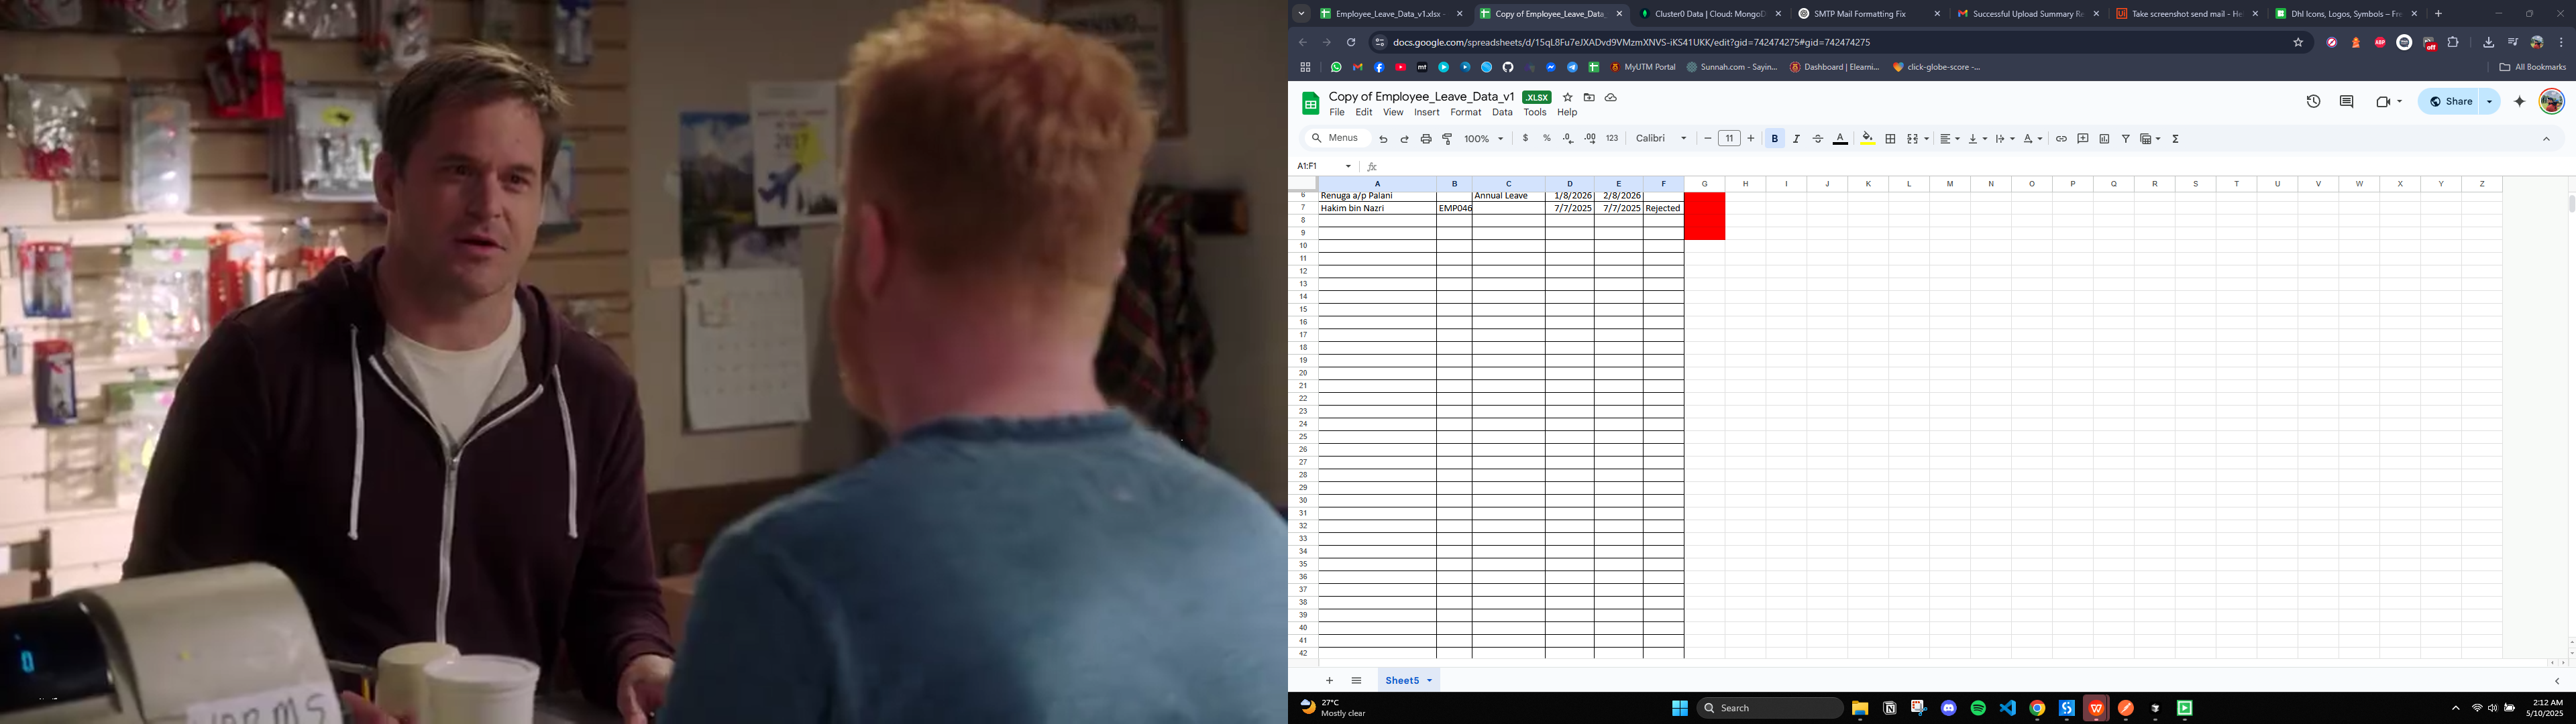 2017
WORMS
Employee_Leave_Data_v1.xlsx -
Copy of Employee_Leave_Data_
Cluster0 Data | Cloud: MongoD
SMTP Mail Formatting Fix
Successful Upload Summary Re
Take screenshot send mail - He
Dhl Icons, Logos, Symbols – Fre
docs.google.com/spreadsheets/d/15qL8Fu7eJXADvd9VMzmXNVS-iKS41UKK/edit?gid=742474275#gid=742474275
ABP
off
mt
MyUTM Portal
Sunnah.com - Sayin...
Dashboard | Elearni...
click-globe-score -...
All Bookmarks
Copy of Employee_Leave_Data_v1 .XLSX
File Edit View Insert Format Data Tools Help
Share
Menus 100% $ % .0 .00 123 Calibri 11 B I A Σ
A1:F1 fx
A B C D E F G H I J K L M N O P Q R S T U V W X Y Z
6 Renuga a/p Palani Annual Leave 1/8/2026 2/8/2026
7 Hakim bin Nazri EMP046 7/7/2025 7/7/2025 Rejected
8
9
10
11
12
13
14
15
16
17
18
19
20
21
22
23
24
25
26
27
28
29
30
31
32
33
34
35
36
37
38
39
40
41
42
Sheet5
27°C
Mostly clear
Search
2:12 AM
5/10/2025